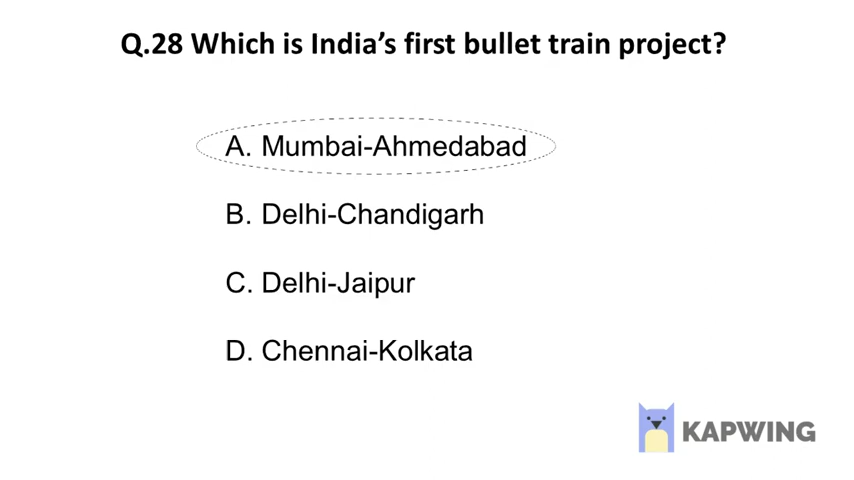 Q.28 Which is India's first bullet train project?
A. Mumbai-Ahmedabad
B. Delhi-Chandigarh
C. Delhi-Jaipur
D. Chennai-Kolkata
KAPWING